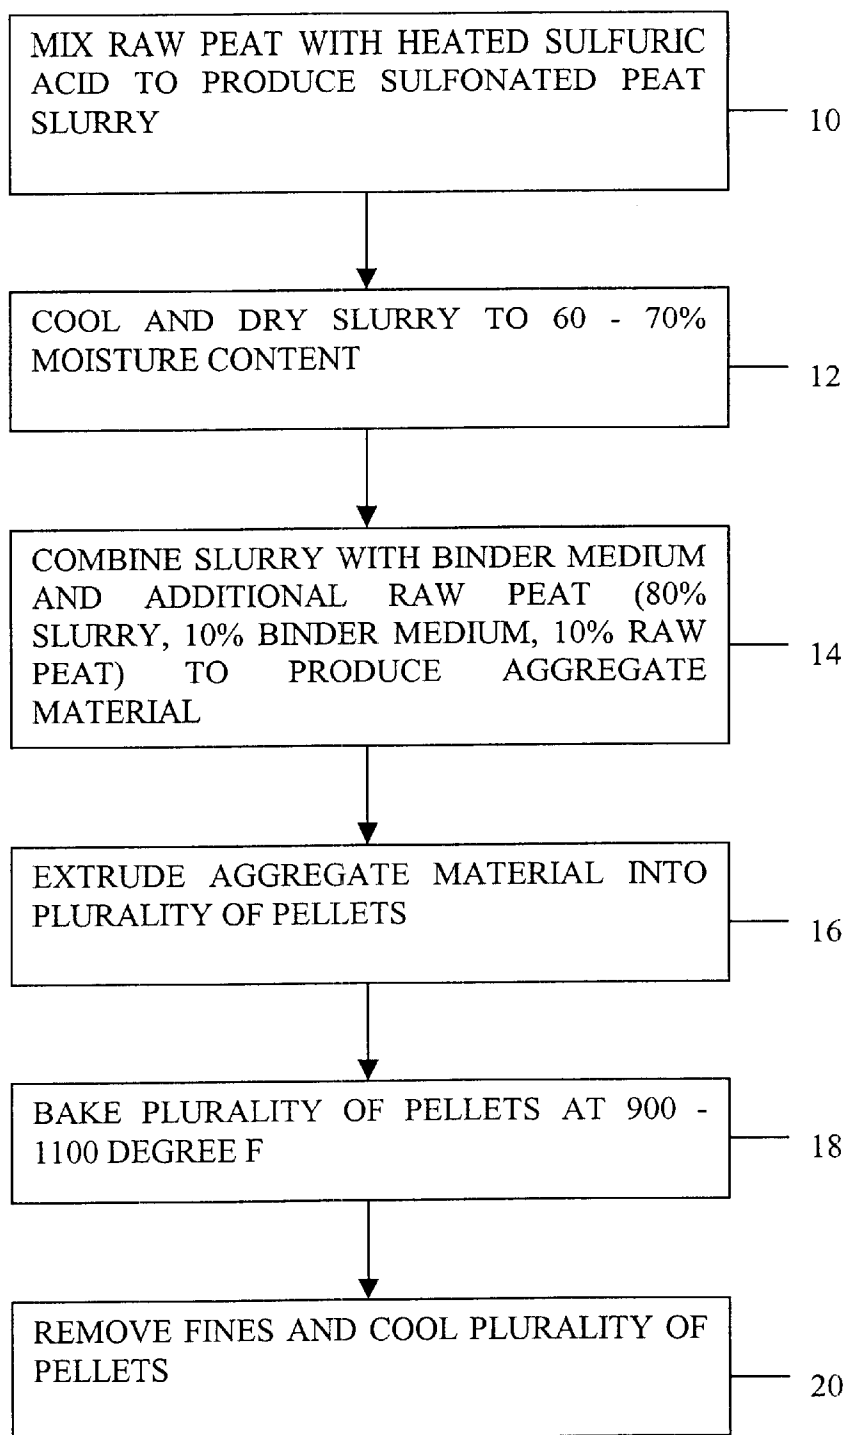 MIX RAW PEAT WITH HEATED SULFURIC
ACID TO PRODUCE SULFONATED PEAT
SLURRY
10
COOL AND DRY SLURRY TO 60 - 70%
MOISTURE CONTENT
12
COMBINE SLURRY WITH BINDER MEDIUM
AND ADDITIONAL RAW PEAT (80%
SLURRY, 10% BINDER MEDIUM, 10% RAW
PEAT) TO PRODUCE AGGREGATE
MATERIAL
14
EXTRUDE AGGREGATE MATERIAL INTO
PLURALITY OF PELLETS
16
BAKE PLURALITY OF PELLETS AT 900 -
1100 DEGREE F
18
REMOVE FINES AND COOL PLURALITY OF
PELLETS
20